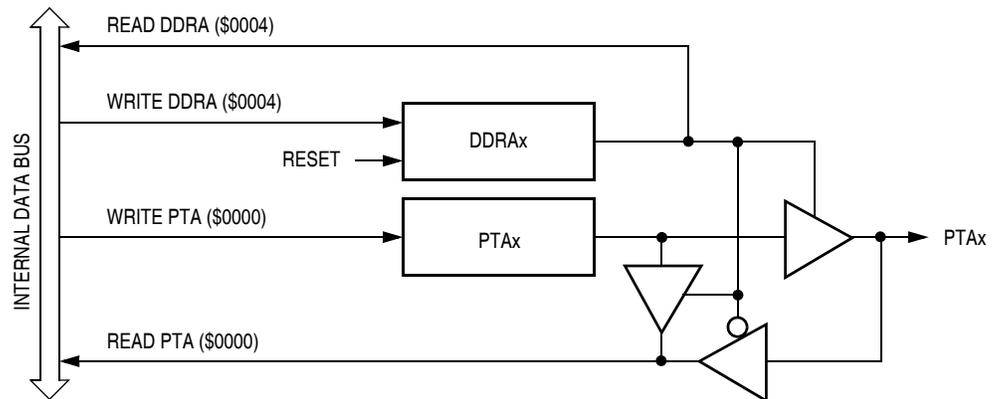 READ DDRA ($0004)
WRITE DDRA ($0004)
RESET
DDRAx
INTERNAL DATA BUS
WRITE PTA ($0000)
PTAx
PTAx
READ PTA ($0000)